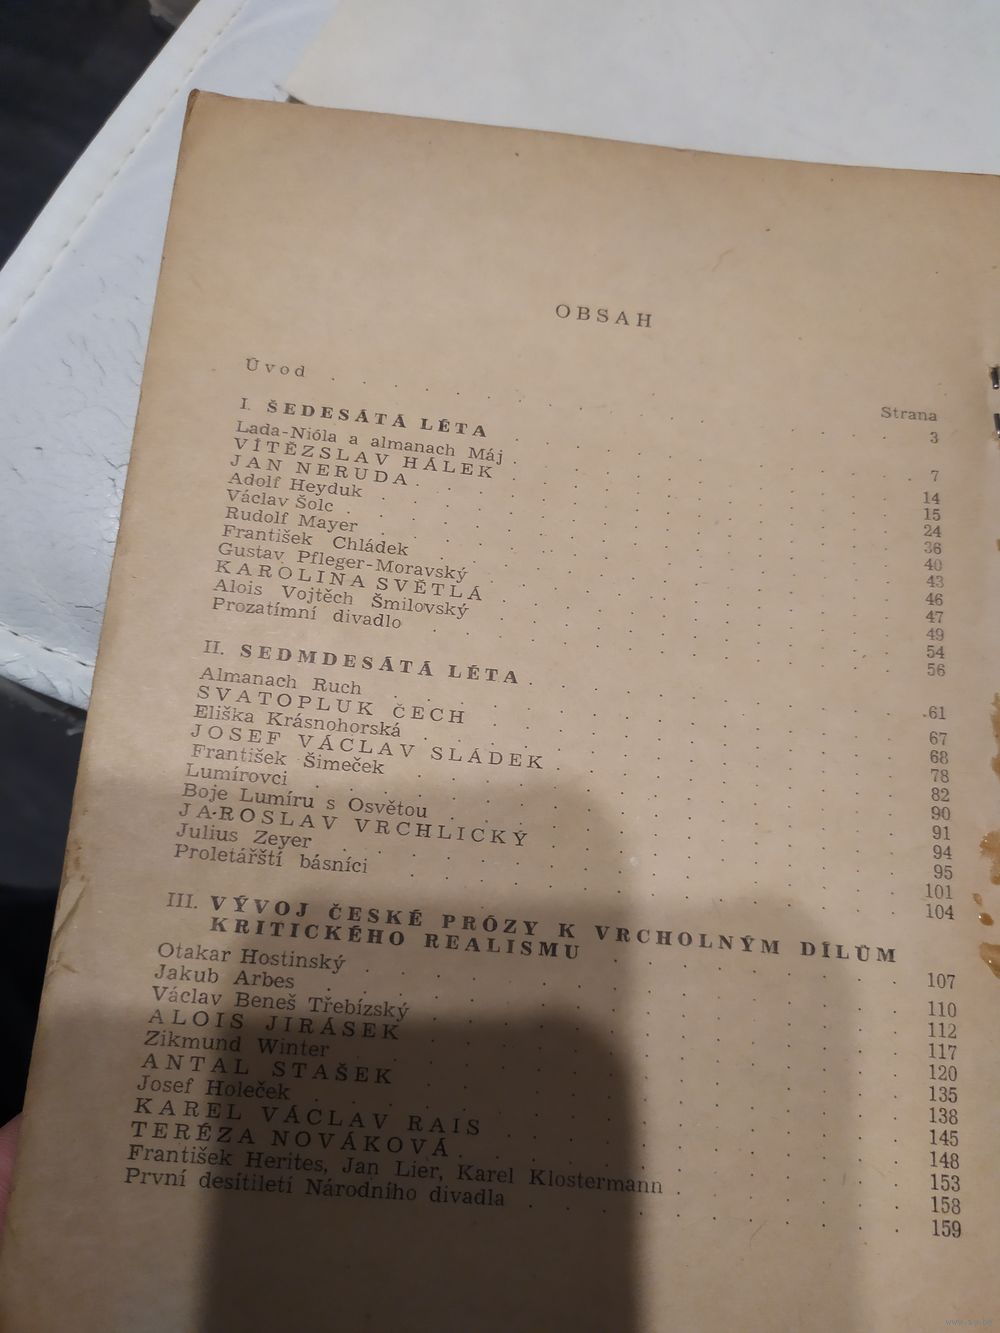 OBSAH
Strana
Úvod 3
I. ŠEDESÁTÁ LÉTA 7
Lada-Nióla a almanach Máj 14
VÍTĚZSLAV HÁLEK 15
JAN NERUDA 24
Adolf Heyduk 36
Václav Šolc 40
Rudolf Mayer 43
František Chládek 46
Gustav Pfleger-Moravský 47
KAROLINA SVĚTLÁ 49
Alois Vojtěch Šmilovský 54
Prozatímní divadlo 56
II. SEDMDESÁTÁ LÉTA 61
Almanach Ruch 67
SVATOPLUK ČECH 68
Eliška Krásnohorská 78
JOSEF VÁCLAV SLÁDEK 82
František Šimeček 90
Lumírovci 91
Boje Lumíru s Osvětou 94
JAROSLAV VRCHLICKÝ 95
Julius Zeyer 101
Proletářští básníci 104
III. VÝVOJ ČESKÉ PRÓZY K VRCHOLNÝM DÍLŮM
KRITICKÉHO REALISMU 107
Otakar Hostinský 110
Jakub Arbes 112
Václav Beneš Třebízský 117
ALOIS JIRÁSEK 120
Zikmund Winter 135
ANTAL STAŠEK 138
Josef Holeček 145
KAREL VÁCLAV RAIS 148
TERÉZA NOVÁKOVÁ 153
František Herites, Jan Lier, Karel Klostermann 158
První desítiletí Národního divadla 159